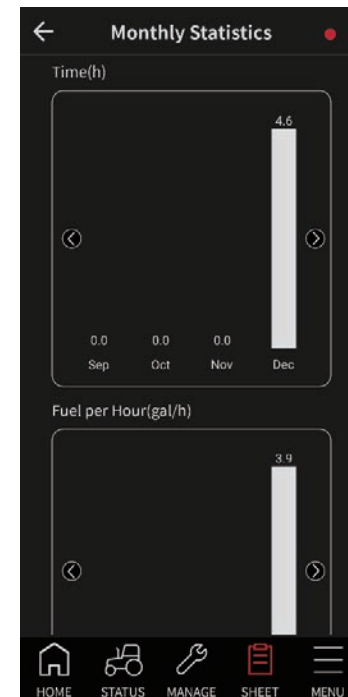 Monthly Statistics
Time(h)
4.6
0.0 0.0 0.0
Sep Oct Nov Dec
Fuel per Hour(gal/h)
3.9
HOME STATUS MANAGE SHEET MENU